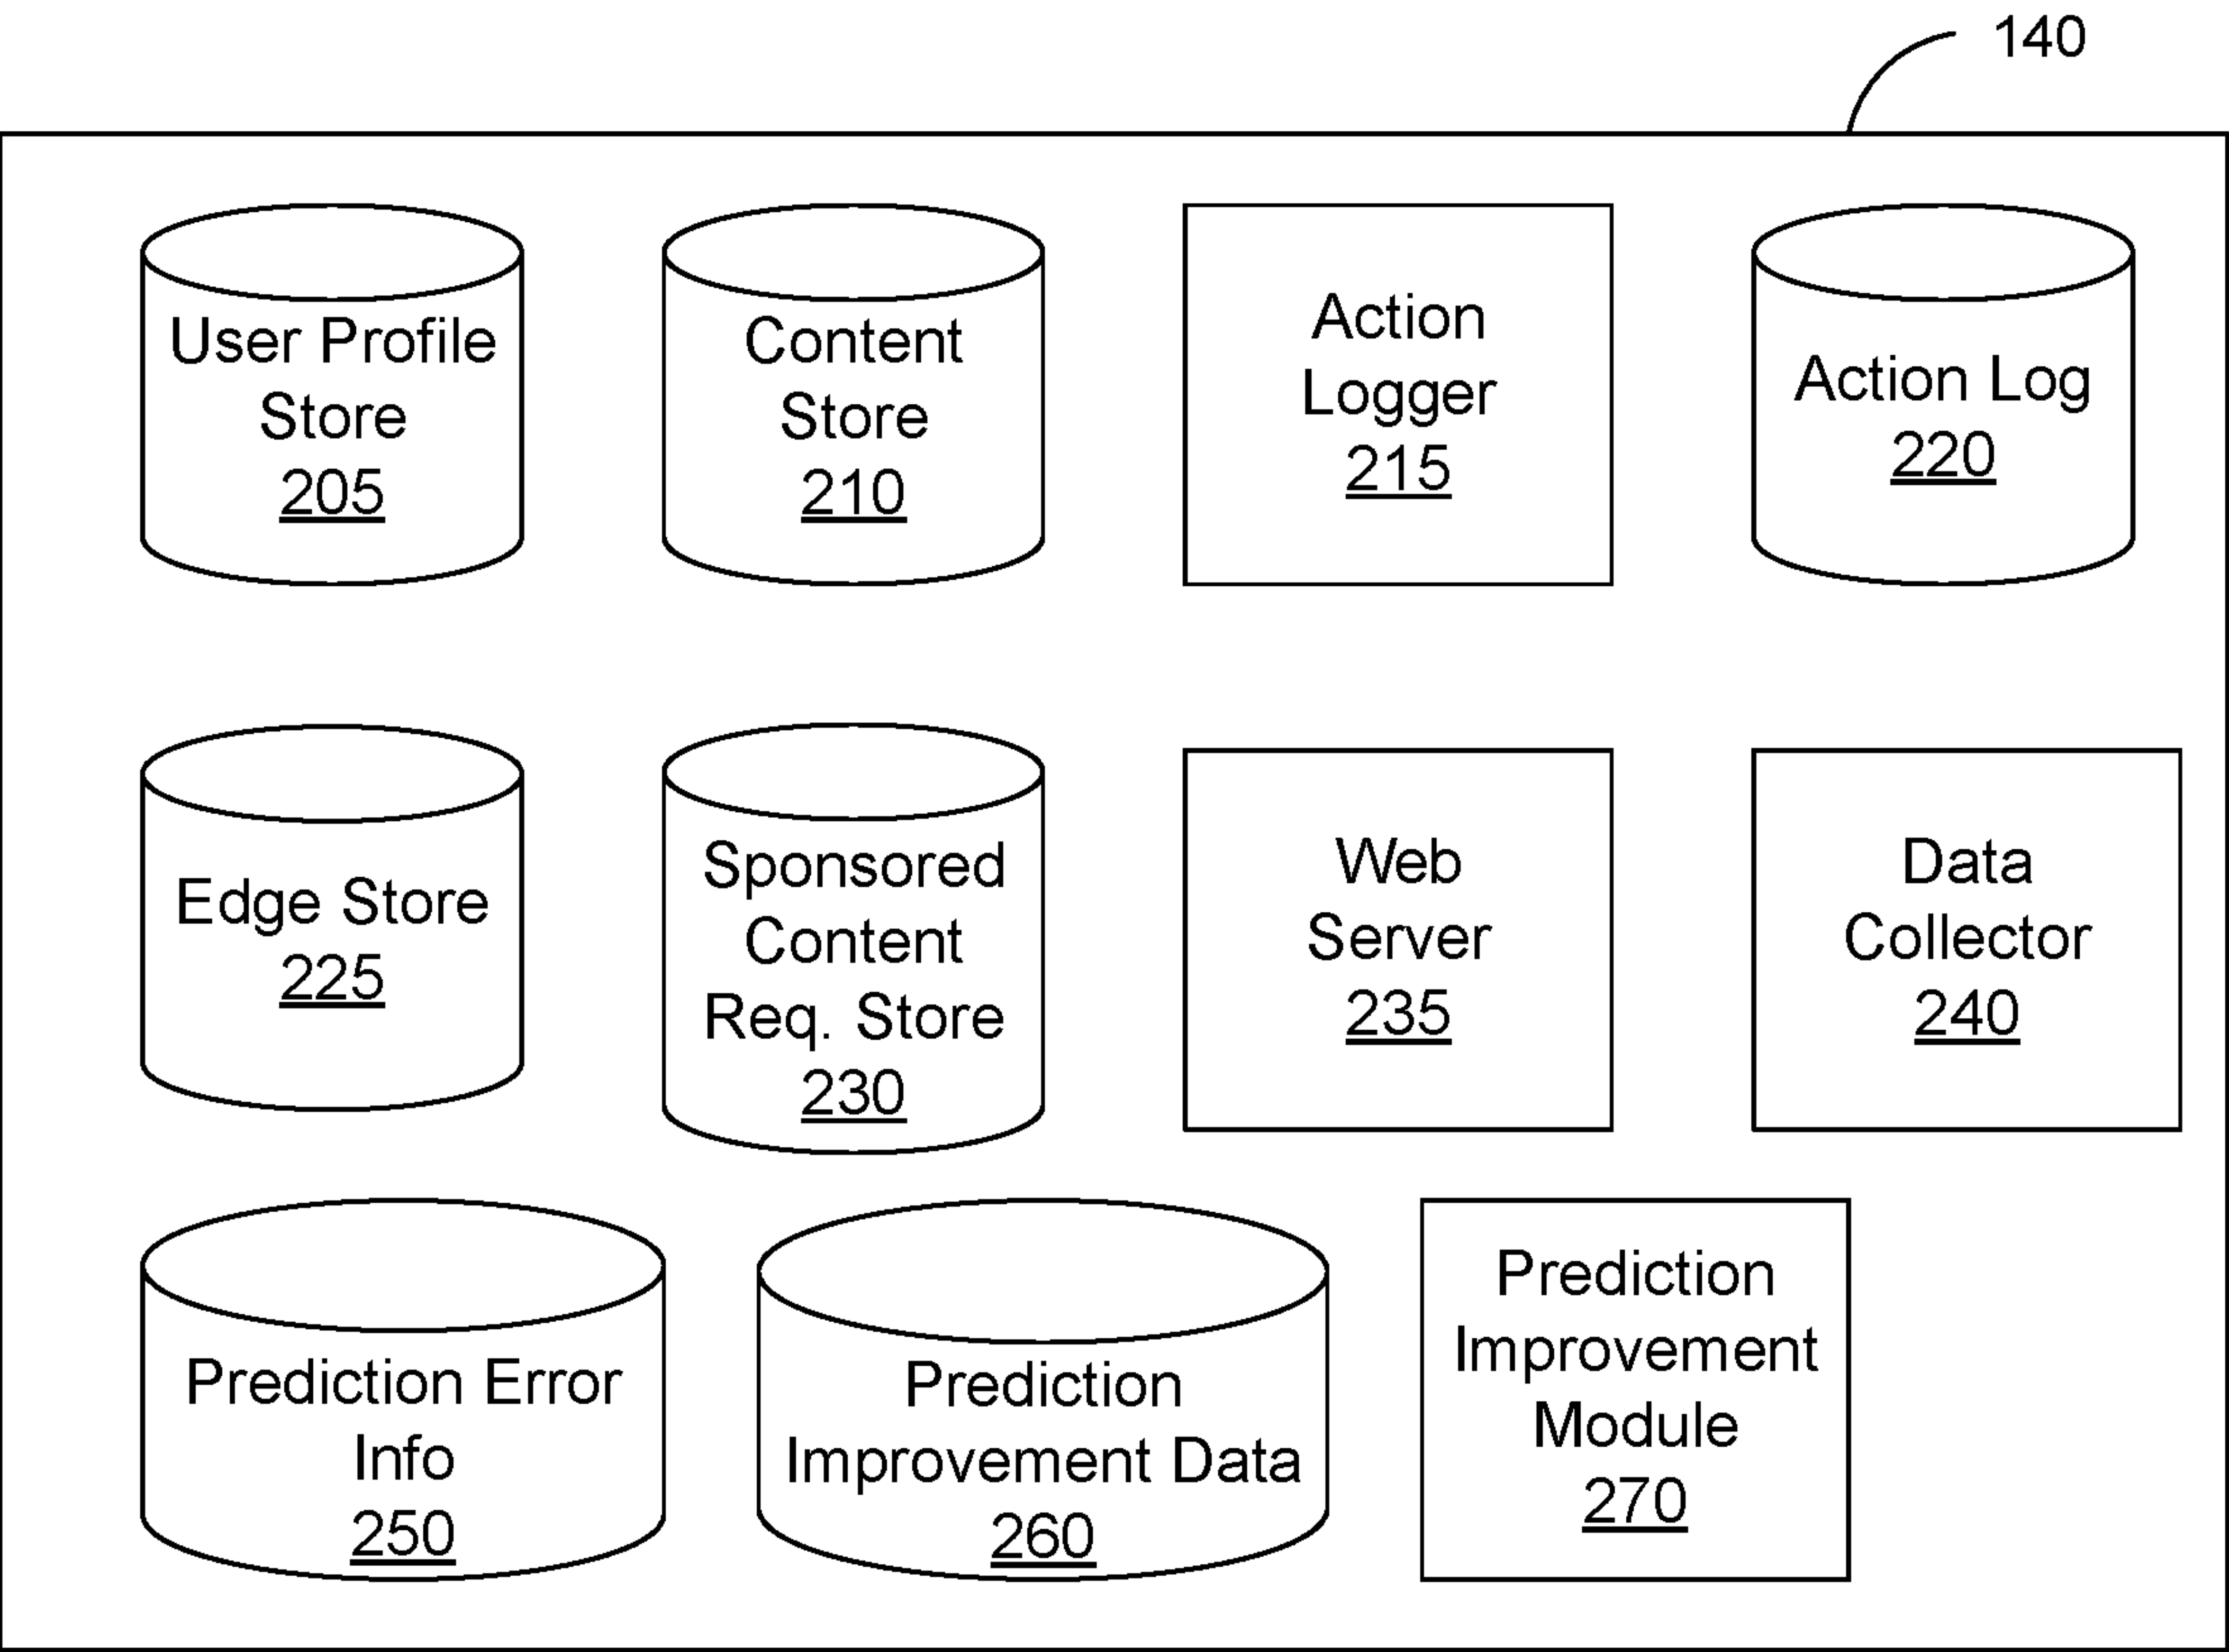 140
User Profile
Store
205
Content
Store
210
Action
Logger
215
Action Log
220
Edge Store
225
Sponsored
Content
Req. Store
230
Web
Server
235
Data
Collector
240
Prediction Error
Info
250
Prediction
Improvement Data
260
Prediction
Improvement
Module
270